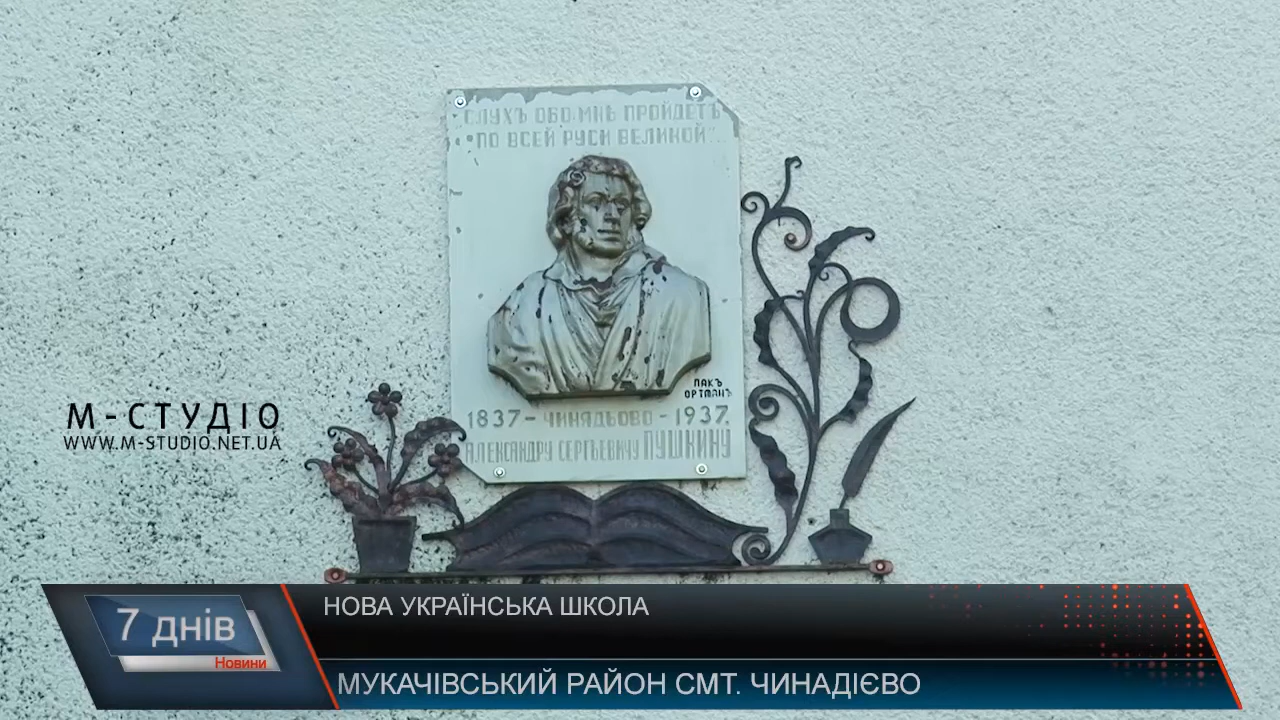 СЛУХЪ ОБО МНѢ ПРОЙДЕТЪ
ПО ВСЕЙ РУСИ ВЕЛИКОЙ
ПАКЪ
ОРТМАНЪ
1837 - ЧИНЯДЬОВО - 1937.
АЛЕКСАНДРУ СЕРГѢЕВИЧУ ПУШКИНУ
М-СТУДІО
WWW.M-STUDIO.NET.UA
7 днів
Новини
НОВА УКРАЇНСЬКА ШКОЛА
МУКАЧІВСЬКИЙ РАЙОН СМТ. ЧИНАДІЄВО